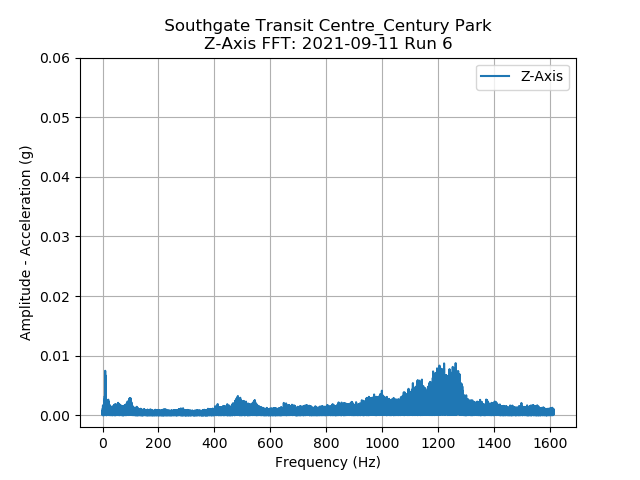 Southgate Transit Centre_Century Park
Z-Axis FFT: 2021-09-11 Run 6
Z-Axis
0.06
0.05
0.04
0.03
0.02
0.01
0.00
Amplitude - Acceleration (g)
0 200 400 600 800 1000 1200 1400 1600
Frequency (Hz)